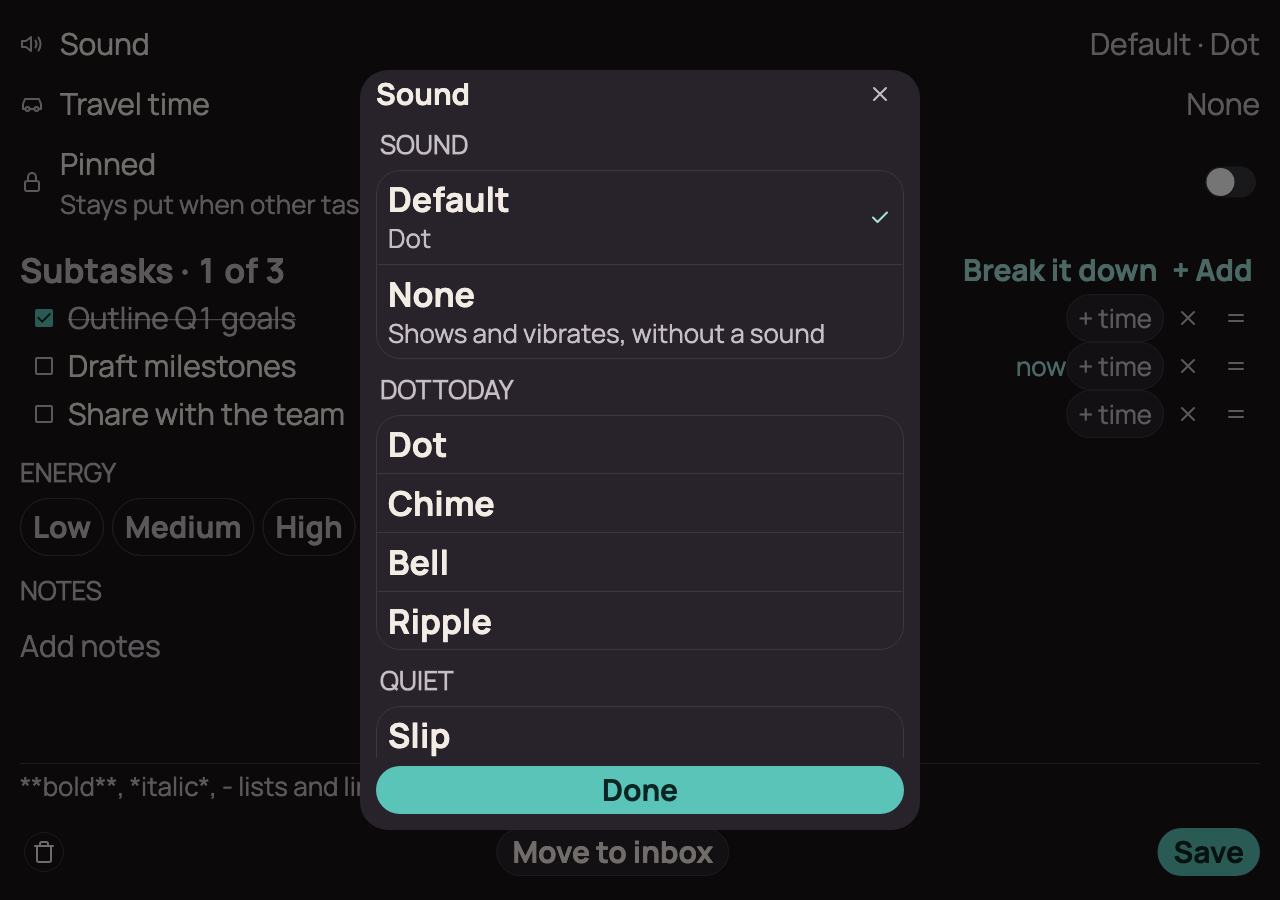 Sound
Default · Dot
Travel time
None
Pinned
Stays put when other tas
Subtasks · 1 of 3
Break it down
+ Add
Outline Q1 goals
+ time
Draft milestones
now
+ time
Share with the team
+ time
ENERGY
Low
Medium
High
NOTES
Add notes
**bold**, *italic*, - lists and lin
Move to inbox
Save
Sound
SOUND
Default
Dot
None
Shows and vibrates, without a sound
DOTTODAY
Dot
Chime
Bell
Ripple
QUIET
Slip
Done